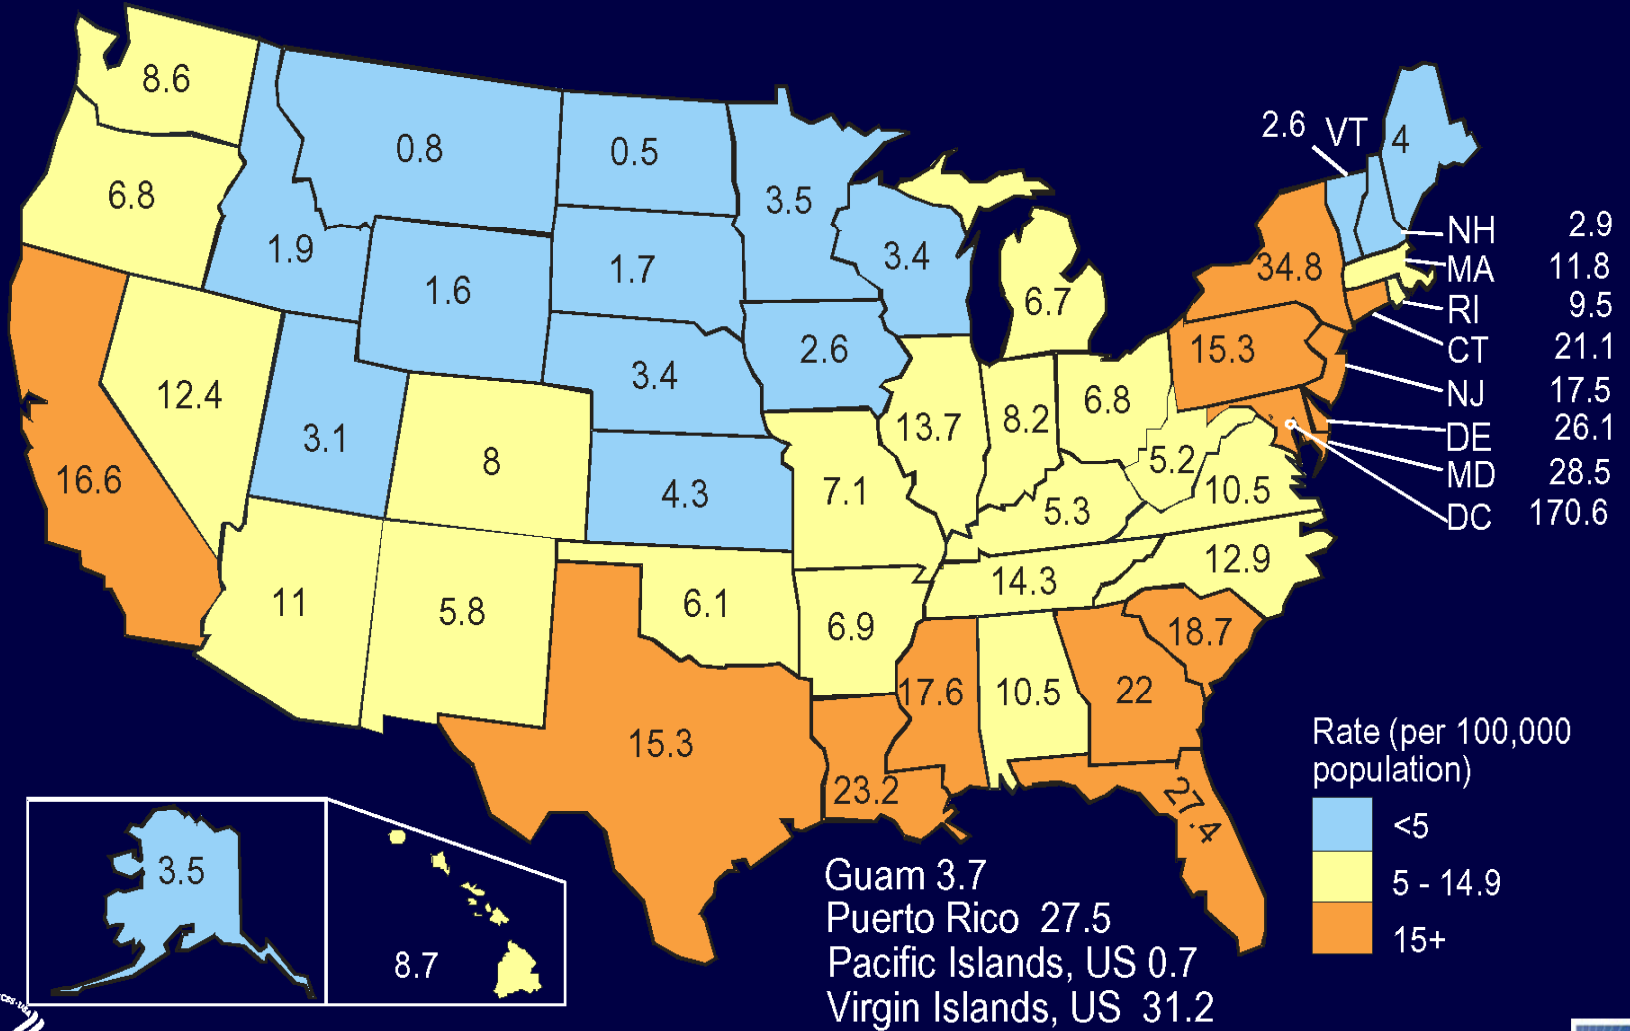 8.6
6.8
16.6
12.4
1.9
0.8
1.6
3.1
11
8
5.8
0.5
1.7
3.4
4.3
6.1
15.3
3.5
2.6
7.1
6.9
23.2
3.4
13.7
6.7
8.2
6.8
5.3
14.3
17.6
10.5
22
27.4
18.7
12.9
10.5
5.2
15.3
34.8
2.6 VT
4
NH 2.9
MA 11.8
RI 9.5
CT 21.1
NJ 17.5
DE 26.1
MD 28.5
DC 170.6
Rate (per 100,000
population)
<5
5 - 14.9
15+
3.5
8.7
Guam 3.7
Puerto Rico 27.5
Pacific Islands, US 0.7
Virgin Islands, US 31.2